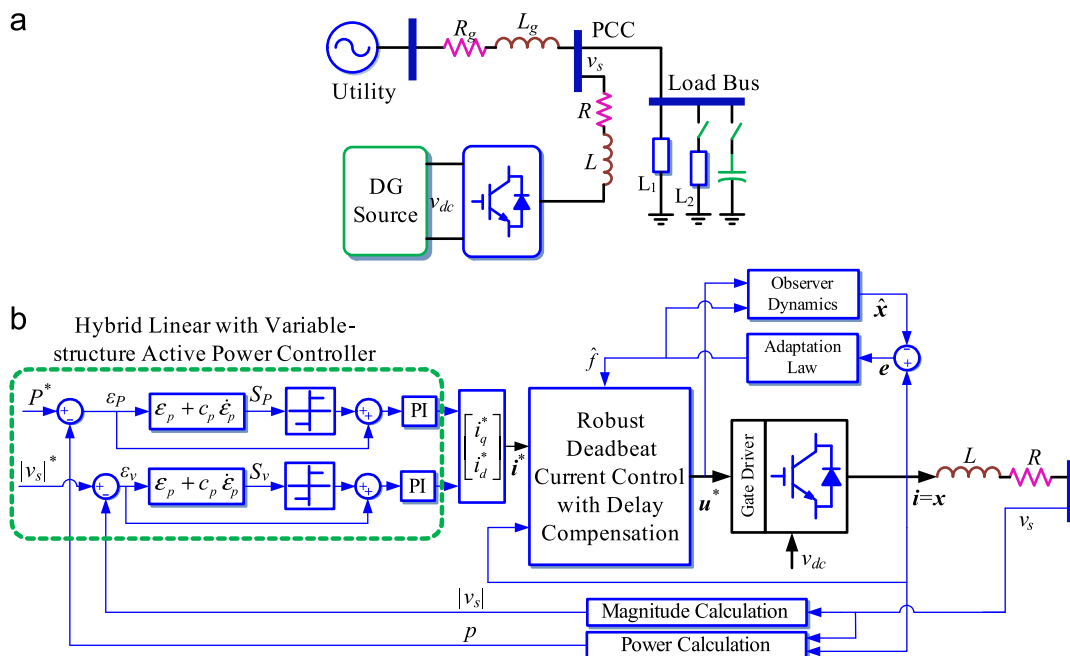 a
R_g
L_g
PCC
v_s
Utility
Load Bus
R
L
DG
Source
v_dc
L_1
L_2
b
Hybrid Linear with Variable-
structure Active Power Controller
Observer
Dynamics
x̂
f̂
Adaptation
Law
e
-
+
P^*
+
-
ε_P
ε_p + c_p ε̇_p
S_P
+
+
PI
|v_s|^*
+
-
ε_v
ε_p + c_p ε̇_p
S_v
+
+
PI
i_q^*
i_d^*
i^*
Robust
Deadbeat
Current Control
with Delay
Compensation
u^*
Gate Driver
v_dc
i=x
L
R
v_s
|v_s|
Magnitude Calculation
p
Power Calculation